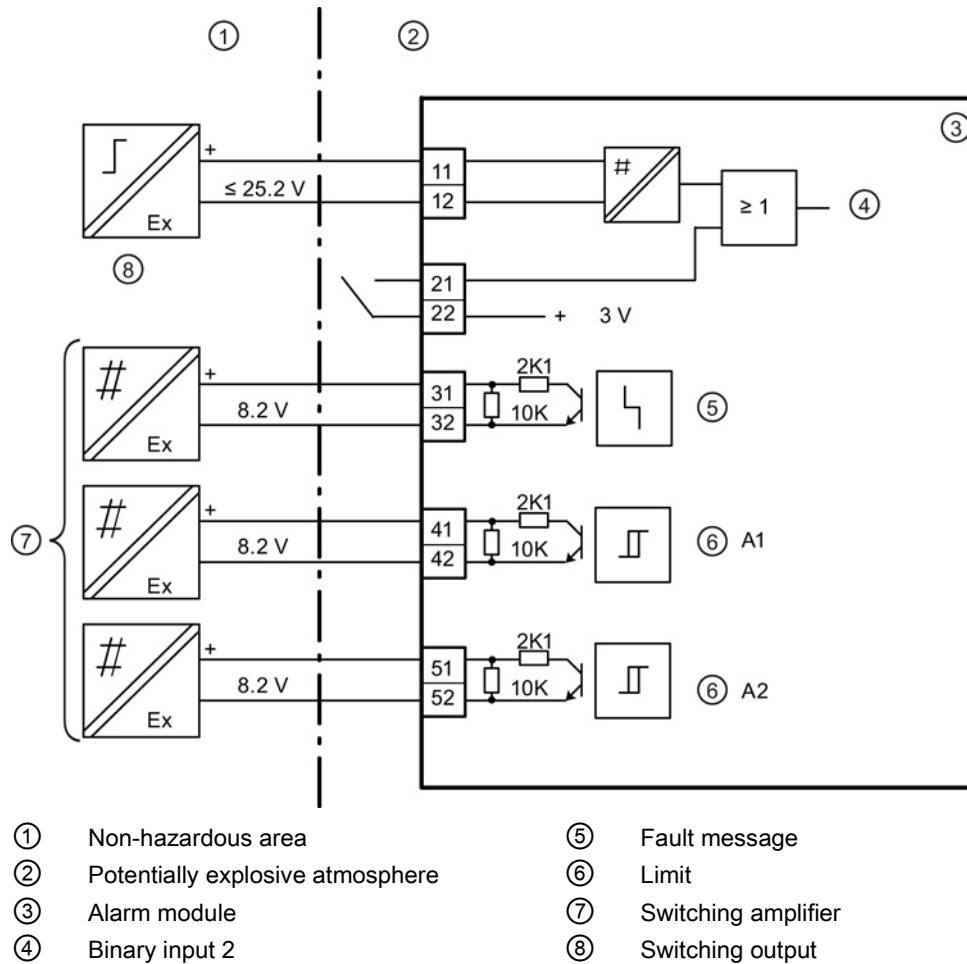 ① ②
③
+
≤ 25.2 V
Ex
⑧
11
12
#
≥ 1
④
21
22
+ 3 V
#
+
8.2 V
Ex
31
32
2K1
10K
⑤
⑦
#
+
8.2 V
Ex
41
42
2K1
10K
⑥ A1
#
+
8.2 V
Ex
51
52
2K1
10K
⑥ A2
① Non-hazardous area
② Potentially explosive atmosphere
③ Alarm module
④ Binary input 2
⑤ Fault message
⑥ Limit
⑦ Switching amplifier
⑧ Switching output